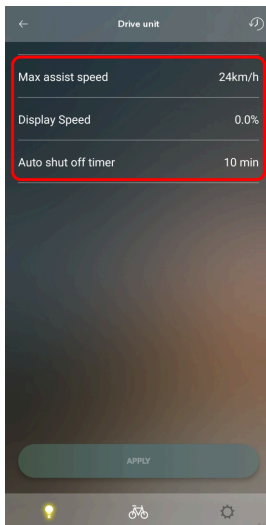 Drive unit
Max assist speed 24km/h
Display Speed 0.0%
Auto shut off timer 10 min
APPLY